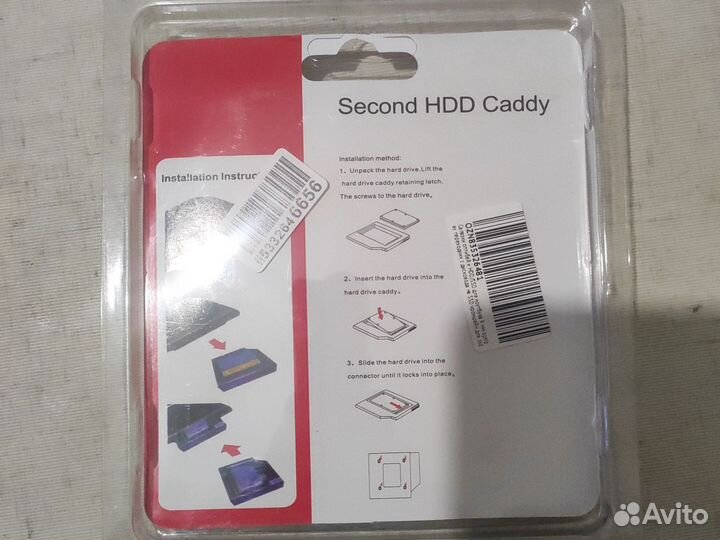 Second HDD Caddy
Installation Instruc
Installation method:
1、Unpack the hard drive,Lift the
hard drive caddy retaining latch,
The screws to the hard drive。
2、Insert the hard drive into the
hard drive caddy。
3、Slide the hard drive into the
connector until it locks into place。
6656
OZN835326481
Avito